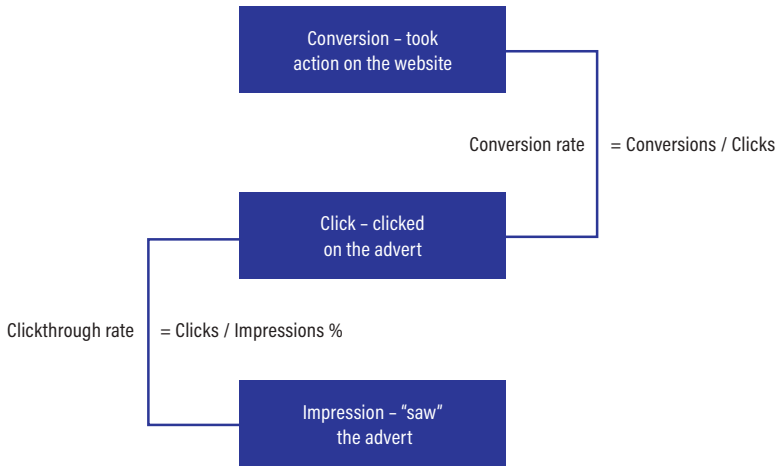 Conversion – took
action on the website
Conversion rate
= Conversions / Clicks
Click – clicked
on the advert
Clickthrough rate
= Clicks / Impressions %
Impression – "saw"
the advert